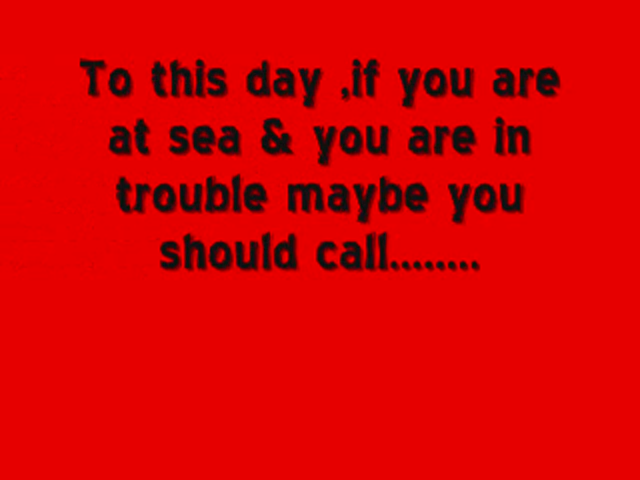 To this day ,if you are
at sea & you are in
trouble maybe you
should call........